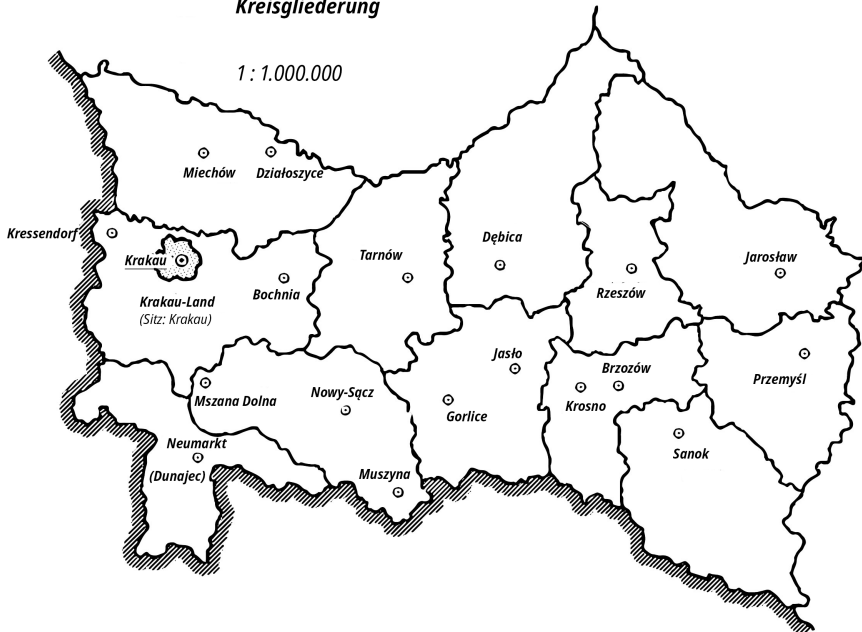 Kreisgliederung
1 : 1.000.000
Miechów
Działoszyce
Kressendorf
Krakau
Krakau-Land
(Sitz: Krakau)
Bochnia
Tarnów
Dębica
Rzeszów
Jarosław
Mszana Dolna
Nowy-Sącz
Jasło
Gorlice
Brzozów
Krosno
Przemyśl
Neumarkt
(Dunajec)
Muszyna
Sanok